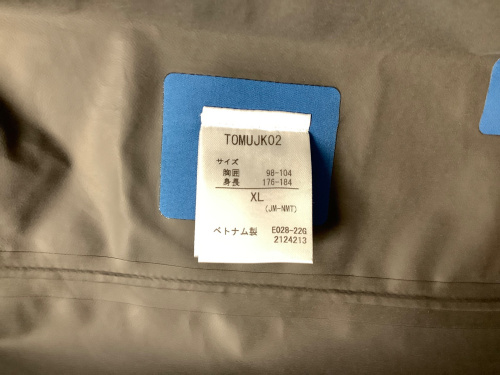 TOMUJK02
サイズ
胸囲 98-104
身長 176-184
XL
(JM-NMT)
ベトナム製 E028-22G
2124213